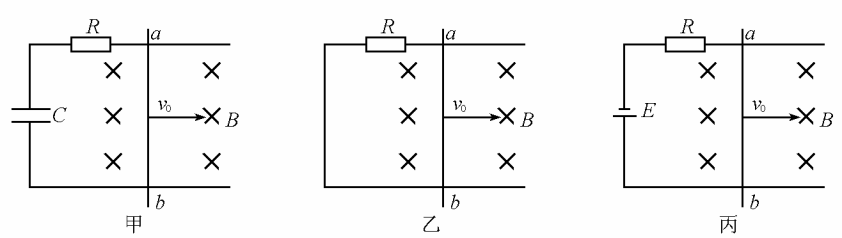 R a R a R a
C v₀ B v₀ B E v₀ B
b b b
甲 乙 丙